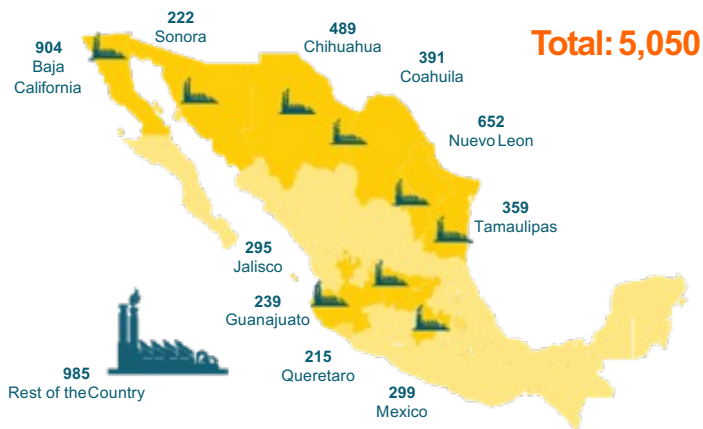 Total: 5,050
222
Sonora
489
Chihuahua
904
Baja
California
391
Coahuila
652
Nuevo Leon
359
Tamaulipas
295
Jalisco
239
Guanajuato
215
Queretaro
299
Mexico
985
Rest of the Country